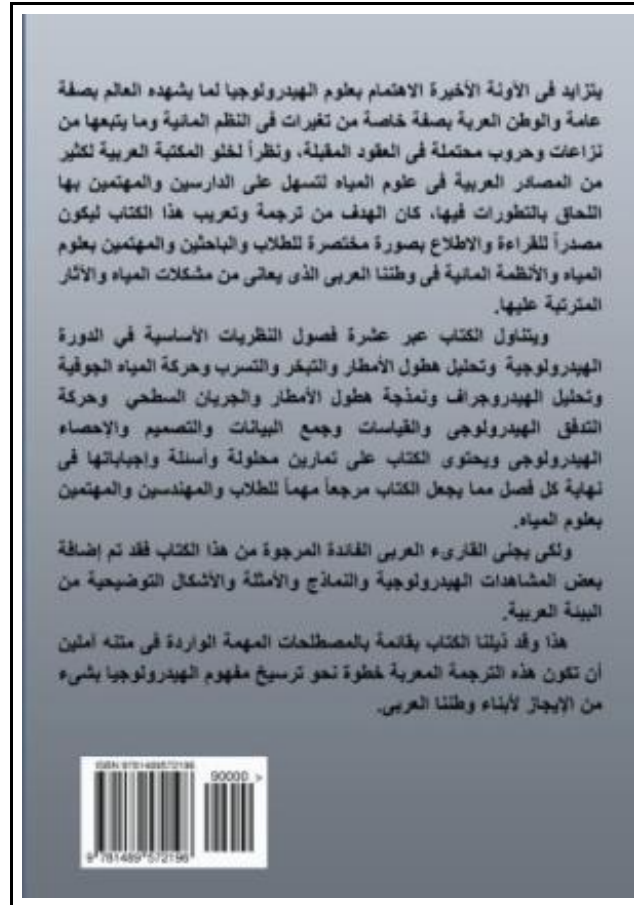 يتزايد فى الآونة الأخيرة الاهتمام بعلوم الهيدرولوجيا لما يشهده العالم بصفة
عامة والوطن العربة بصفة خاصة من تغيرات فى النظم المائية وما يتبعها من
نزاعات وحروب محتملة فى العقود المقبلة، ونظراً لخلو المكتبة العربية لكثير
من المصادر العربية فى علوم المياه لتسهل على الدارسين والمهتمين بها
اللحاق بالتطورات فيها، كان الهدف من ترجمة وتعريب هذا الكتاب ليكون
مصدراً للقراءة والاطلاع بصورة مختصرة للطلاب والباحثين والمهتمين بعلوم
المياه والأنظمة المائية فى وطننا العربى الذى يعانى من مشكلات المياه والآثار
المترتبة عليها.
ويتناول الكتاب عبر عشرة فصول النظريات الأساسية في الدورة
الهيدرولوجية وتحليل هطول الأمطار والتبخر والتسرب وحركة المياه الجوفية
وتحليل الهيدروجراف ونمذجة هطول الأمطار والجريان السطحي وحركة
التدفق الهيدرولوجى والقياسات وجمع البيانات والتصميم والإحصاء
الهيدرولوجى ويحتوى الكتاب على تمارين محلولة وأسئلة وإجباباتها فى
نهاية كل فصل مما يجعل الكتاب مرجعاً مهماً للطلاب والمهندسين والمهتمين
بعلوم المياه.
ولكى يجنى القارىء العربى الفائدة المرجوة من هذا الكتاب فقد تم إضافة
بعض المشاهدات الهيدرولوجية والنماذج والأمثلة والأشكال التوضيحية من
البيئة العربية.
هذا وقد ذيلنا الكتاب بقائمة بالمصطلحات المهمة الواردة فى متنه آملين
أن تكون هذه الترجمة المعربة خطوة نحو ترسيخ مفهوم الهيدرولوجيا بشىء
من الإيجاز لأبناء وطننا العربى.
ISBN 9781489572196
90000 >
9 781489 572196